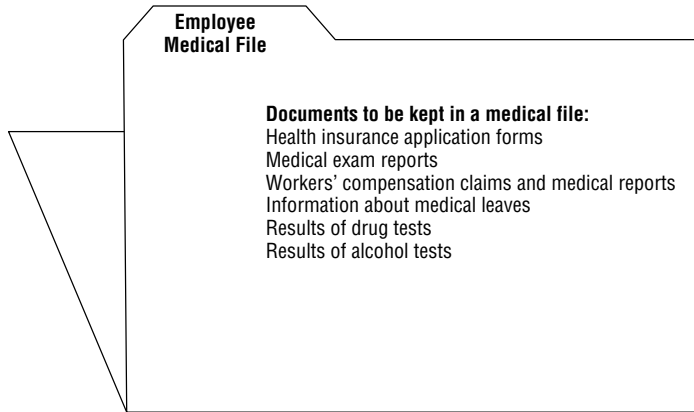 Employee
Medical File
Documents to be kept in a medical file:
Health insurance application forms
Medical exam reports
Workers’ compensation claims and medical reports
Information about medical leaves
Results of drug tests
Results of alcohol tests